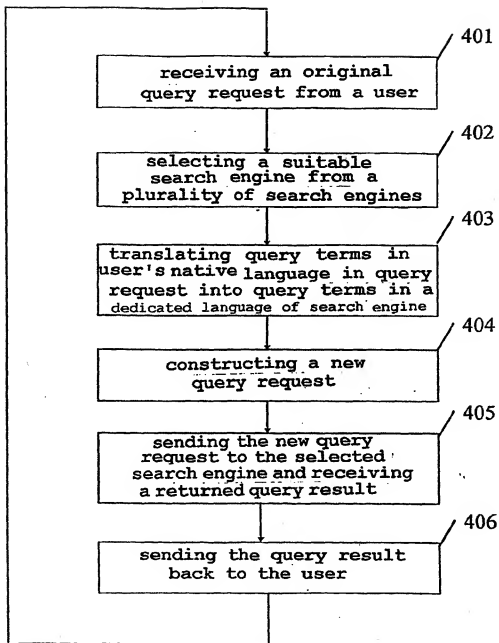 401
receiving an original
query request from a user
402
selecting a suitable
search engine from a
plurality of search engines
403
translating query terms in
user's native language in query
request into query terms in a
dedicated language of search engine
404
constructing a new
query request
405
sending the new query
request to the selected
search engine and receiving
a returned query result
406
sending the query result
back to the user